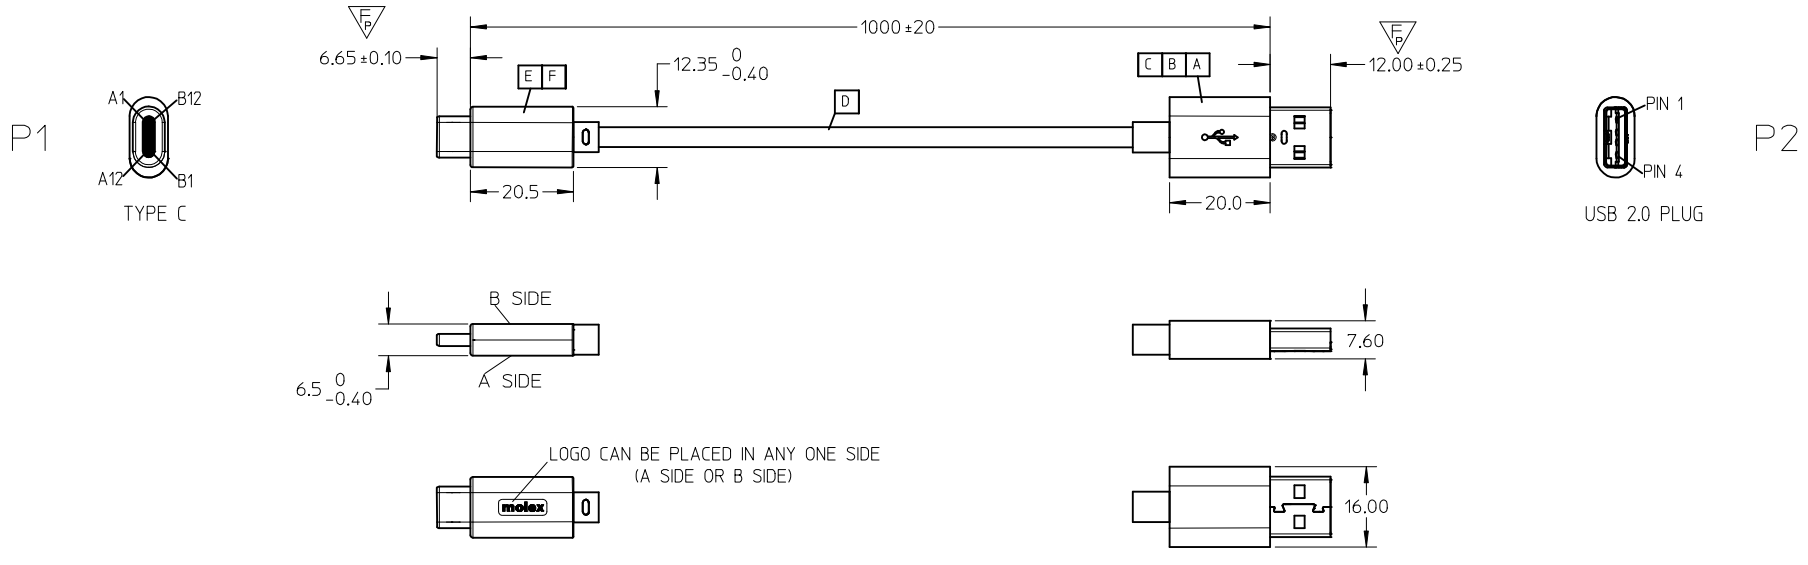 F
P
1000±20
F
P
6.65±0.10
E F
12.35 0 -0.40
C B A
12.00±0.25
A1 B12
D
PIN 1
P1
P2
A12 B1
PIN 4
20.5
20.0
TYPE C
USB 2.0 PLUG
B SIDE
7.60
A SIDE
6.5 0 -0.40
LOGO CAN BE PLACED IN ANY ONE SIDE
(A SIDE OR B SIDE)
molex
16.00